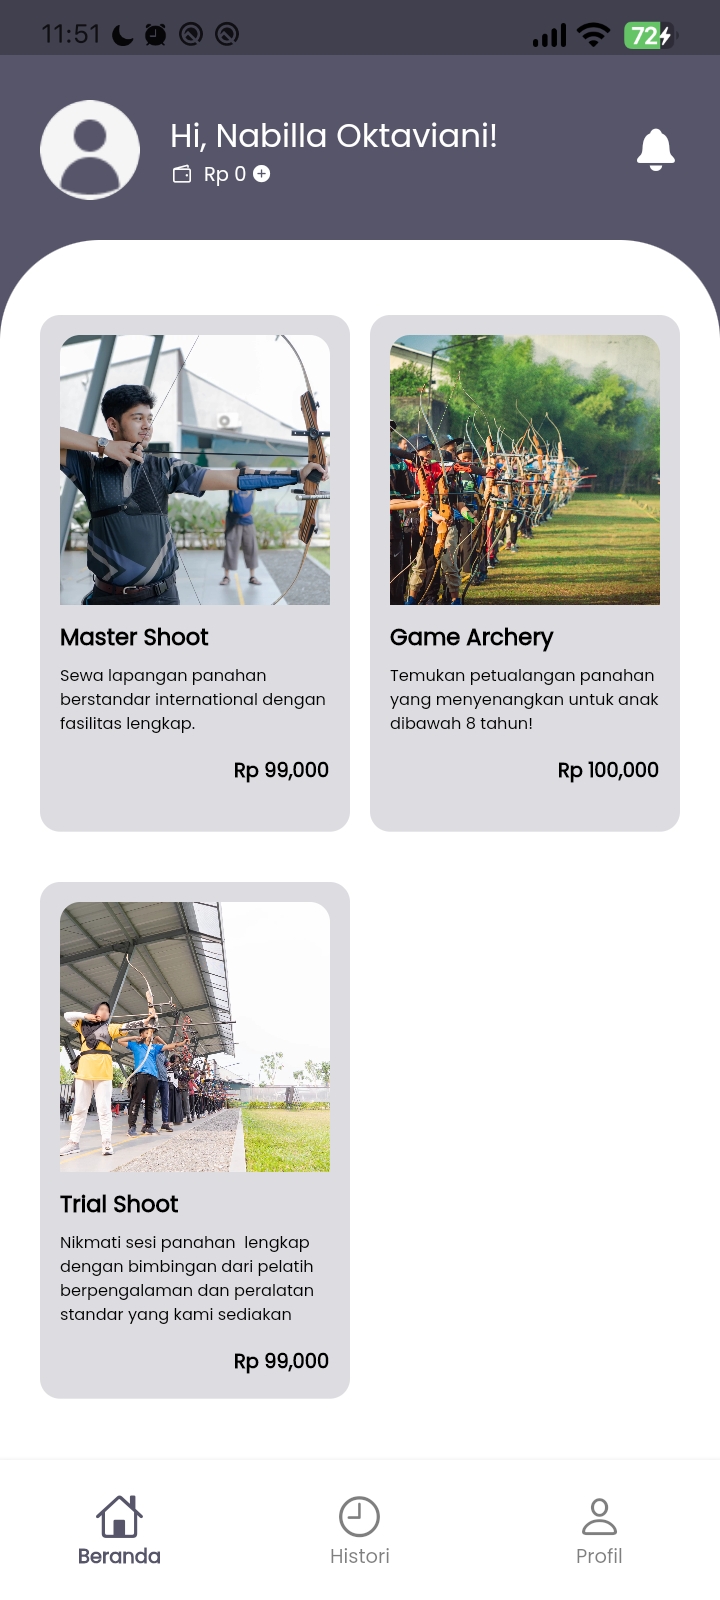 11:51
72
Hi, Nabilla Oktaviani!
Rp 0
Master Shoot
Sewa lapangan panahan
berstandar international dengan
fasilitas lengkap.
Rp 99,000
Game Archery
Temukan petualangan panahan
yang menyenangkan untuk anak
dibawah 8 tahun!
Rp 100,000
Trial Shoot
Nikmati sesi panahan  lengkap
dengan bimbingan dari pelatih
berpengalaman dan peralatan
standar yang kami sediakan
Rp 99,000
Beranda
Histori
Profil